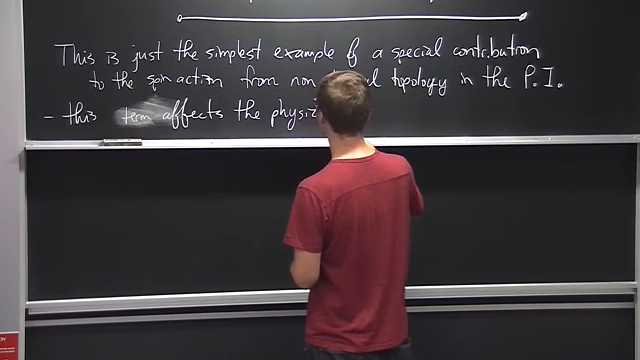 This is just the simplest example of a special contribution
to the spin action from non topology in the P.I.
- this term affects the physi